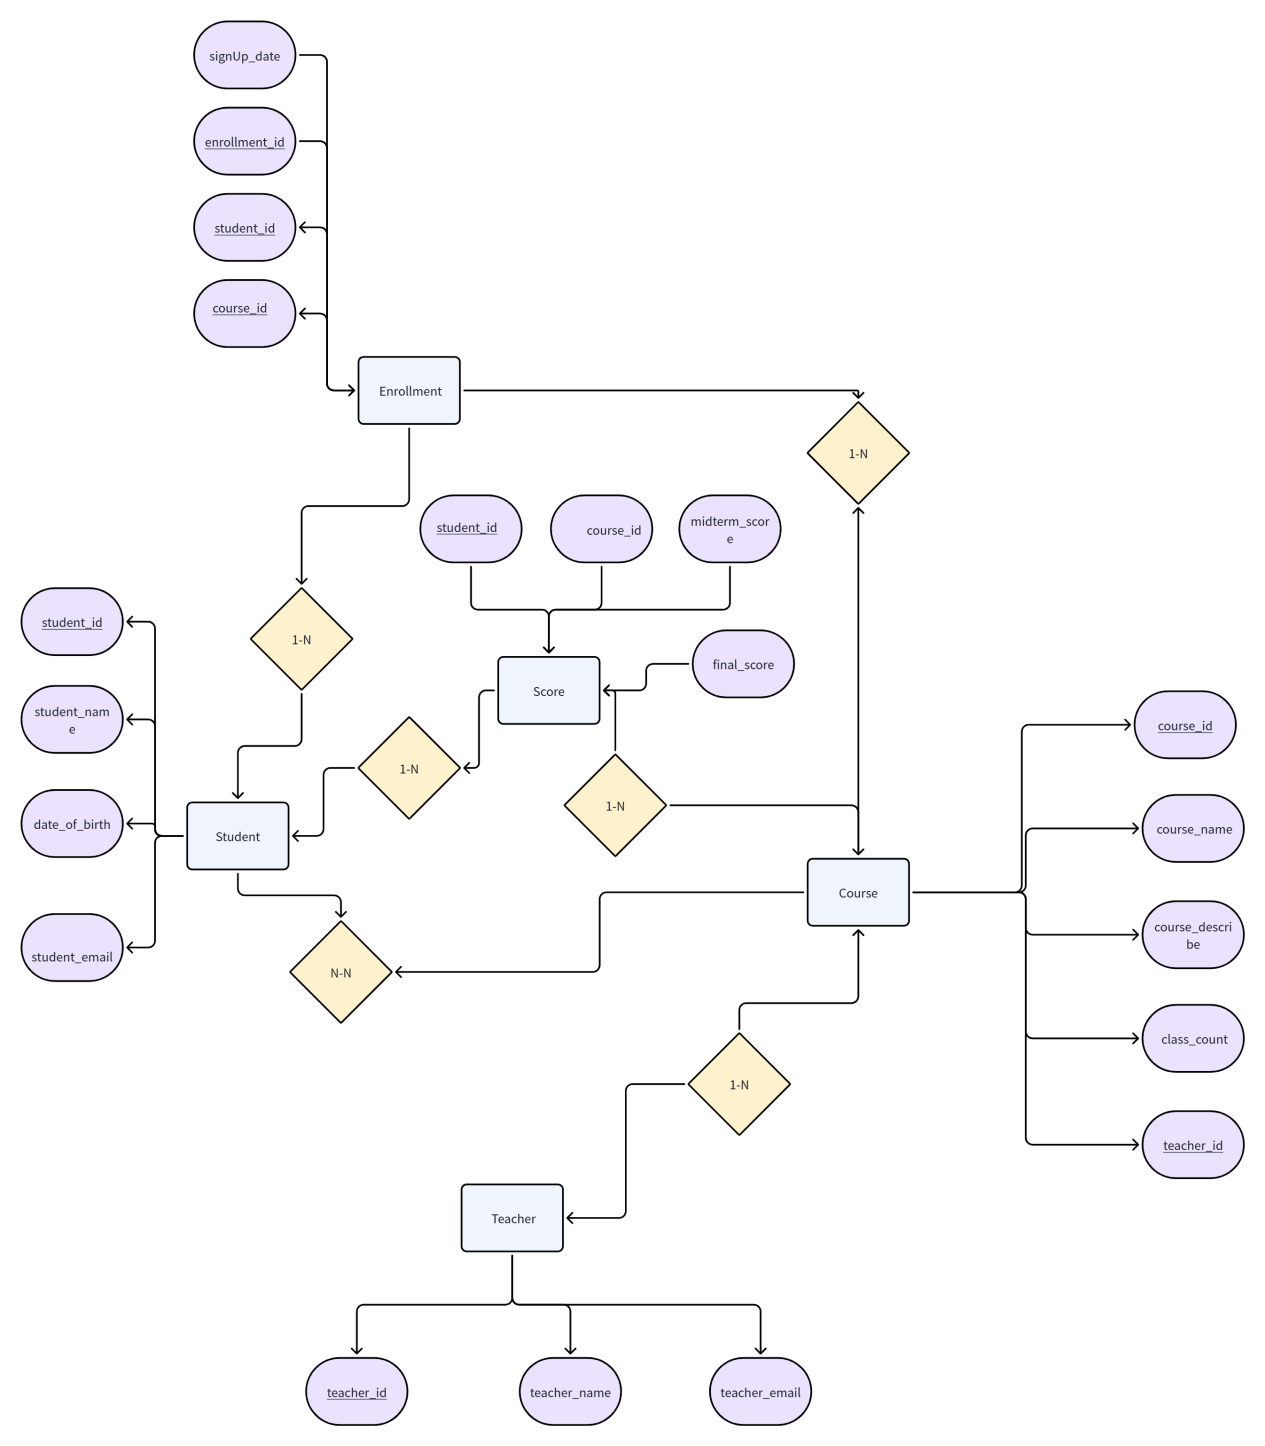 signUp_date
enrollment_id
student_id
course_id
Enrollment
1-N
student_id
course_id
midterm_scor
e
student_id
1-N
final_score
Score
student_nam
e
course_id
1-N
1-N
date_of_birth
Student
course_name
Course
student_email
N-N
course_descri
be
class_count
1-N
teacher_id
Teacher
teacher_id
teacher_name
teacher_email